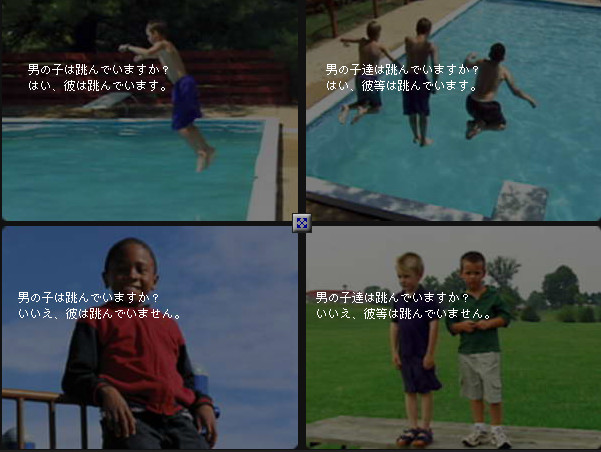 男の子は跳んでいますか？
はい、彼は跳んでいます。
男の子達は跳んでいますか？
はい、彼等は跳んでいます。
男の子は跳んでいますか？
いいえ、彼は跳んでいません。
男の子達は跳んでいますか？
いいえ、彼等は跳んでいません。